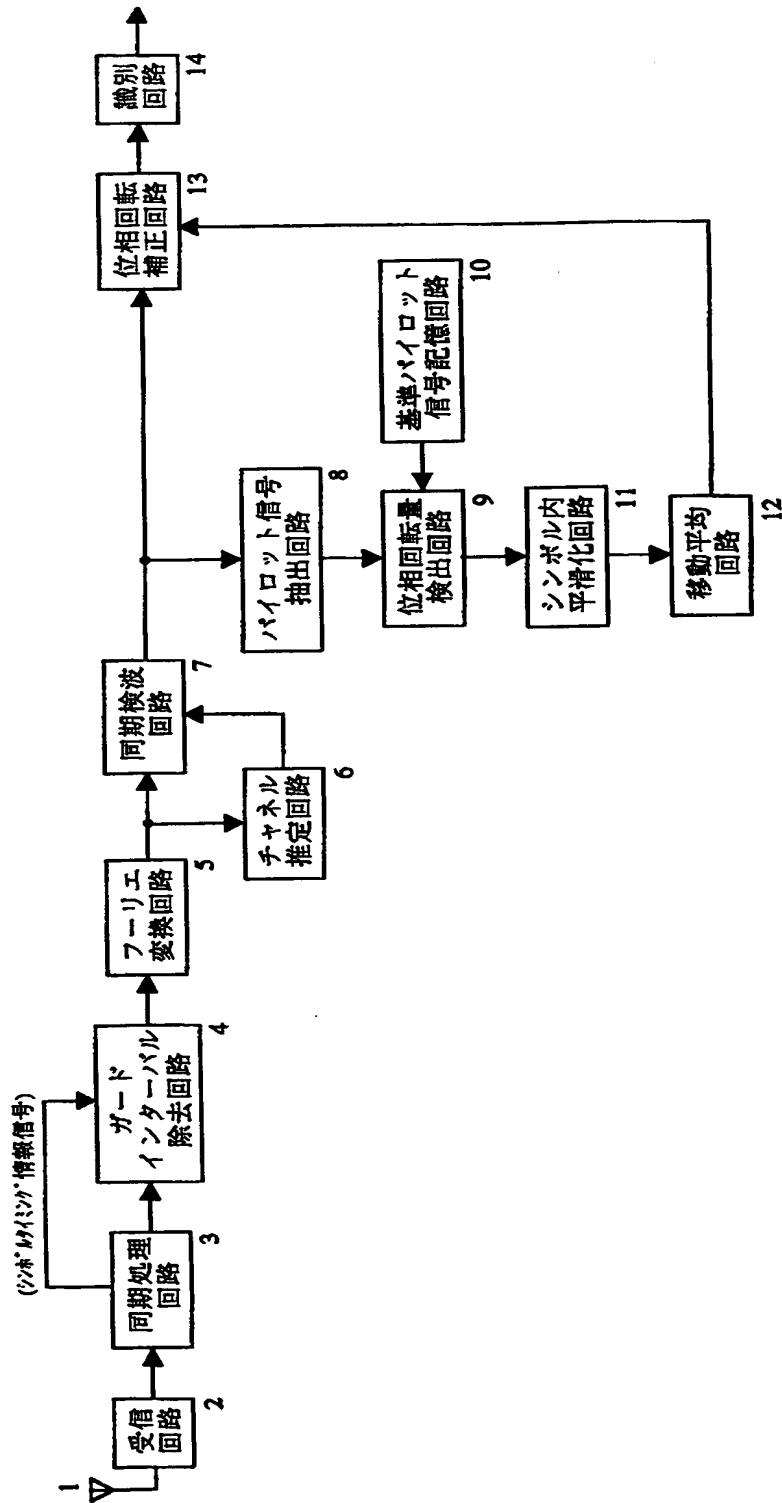 1
受信
回路
2
(シンボルタイミング情報信号)
同期処理
回路
3
ガード
インターバル
除去回路
4
フーリエ
変換回路
5
チャネル
推定回路
6
同期検波
回路
7
パイロット信号
抽出回路
8
位相回転量
検出回路
9
基準パイロット
信号記憶回路
10
シンボル内
平滑化回路
11
移動平均
回路
12
位相回転
補正回路
13
識別
回路
14